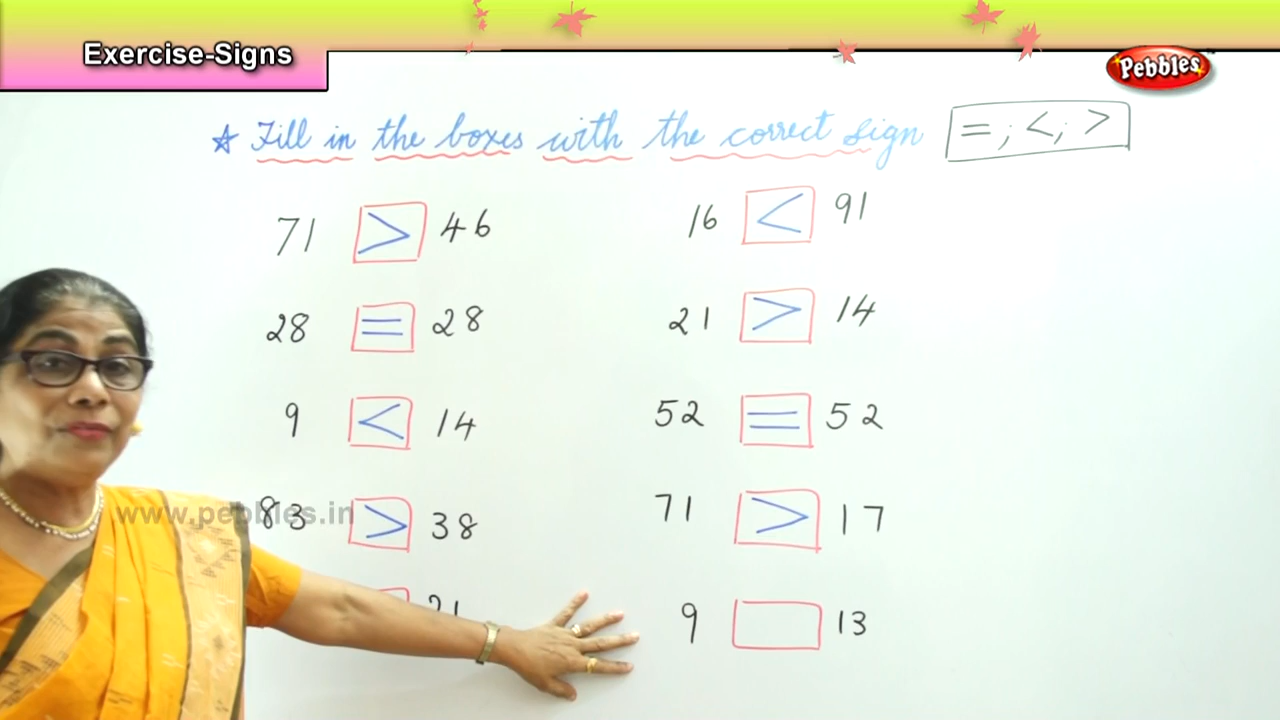 Exercise-Signs
Pebbles
☆ Fill in the boxes with the correct sign = ; < ; >
71 > 46
16 < 91
28 = 28
21 > 14
9 < 14
52 = 52
83 > 38
71 > 17
www.pebbles.in
9 13